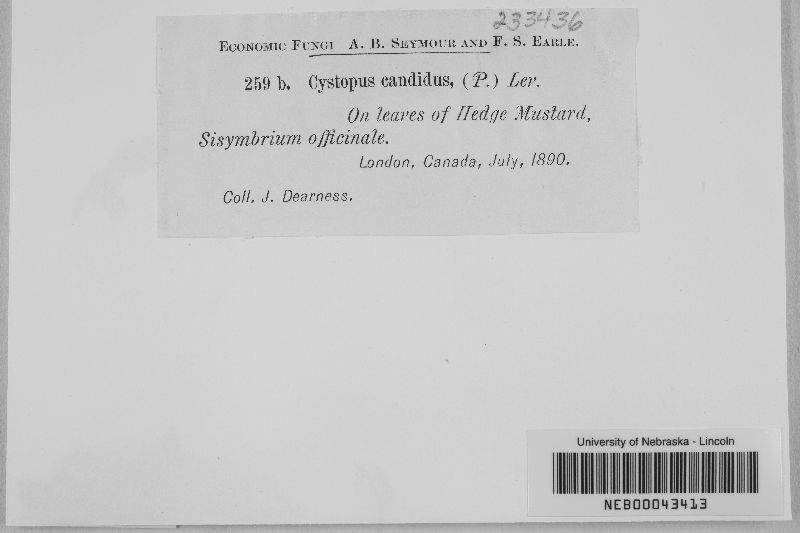 233436
Economic Fungi A. B. Seymour and F. S. Earle.
259 b. Cystopus candidus, (P.) Ler.
On leaves of Hedge Mustard,
Sisymbrium officinale.
London, Canada, July, 1890.
Coll. J. Dearness.
University of Nebraska - Lincoln
NEB00043413